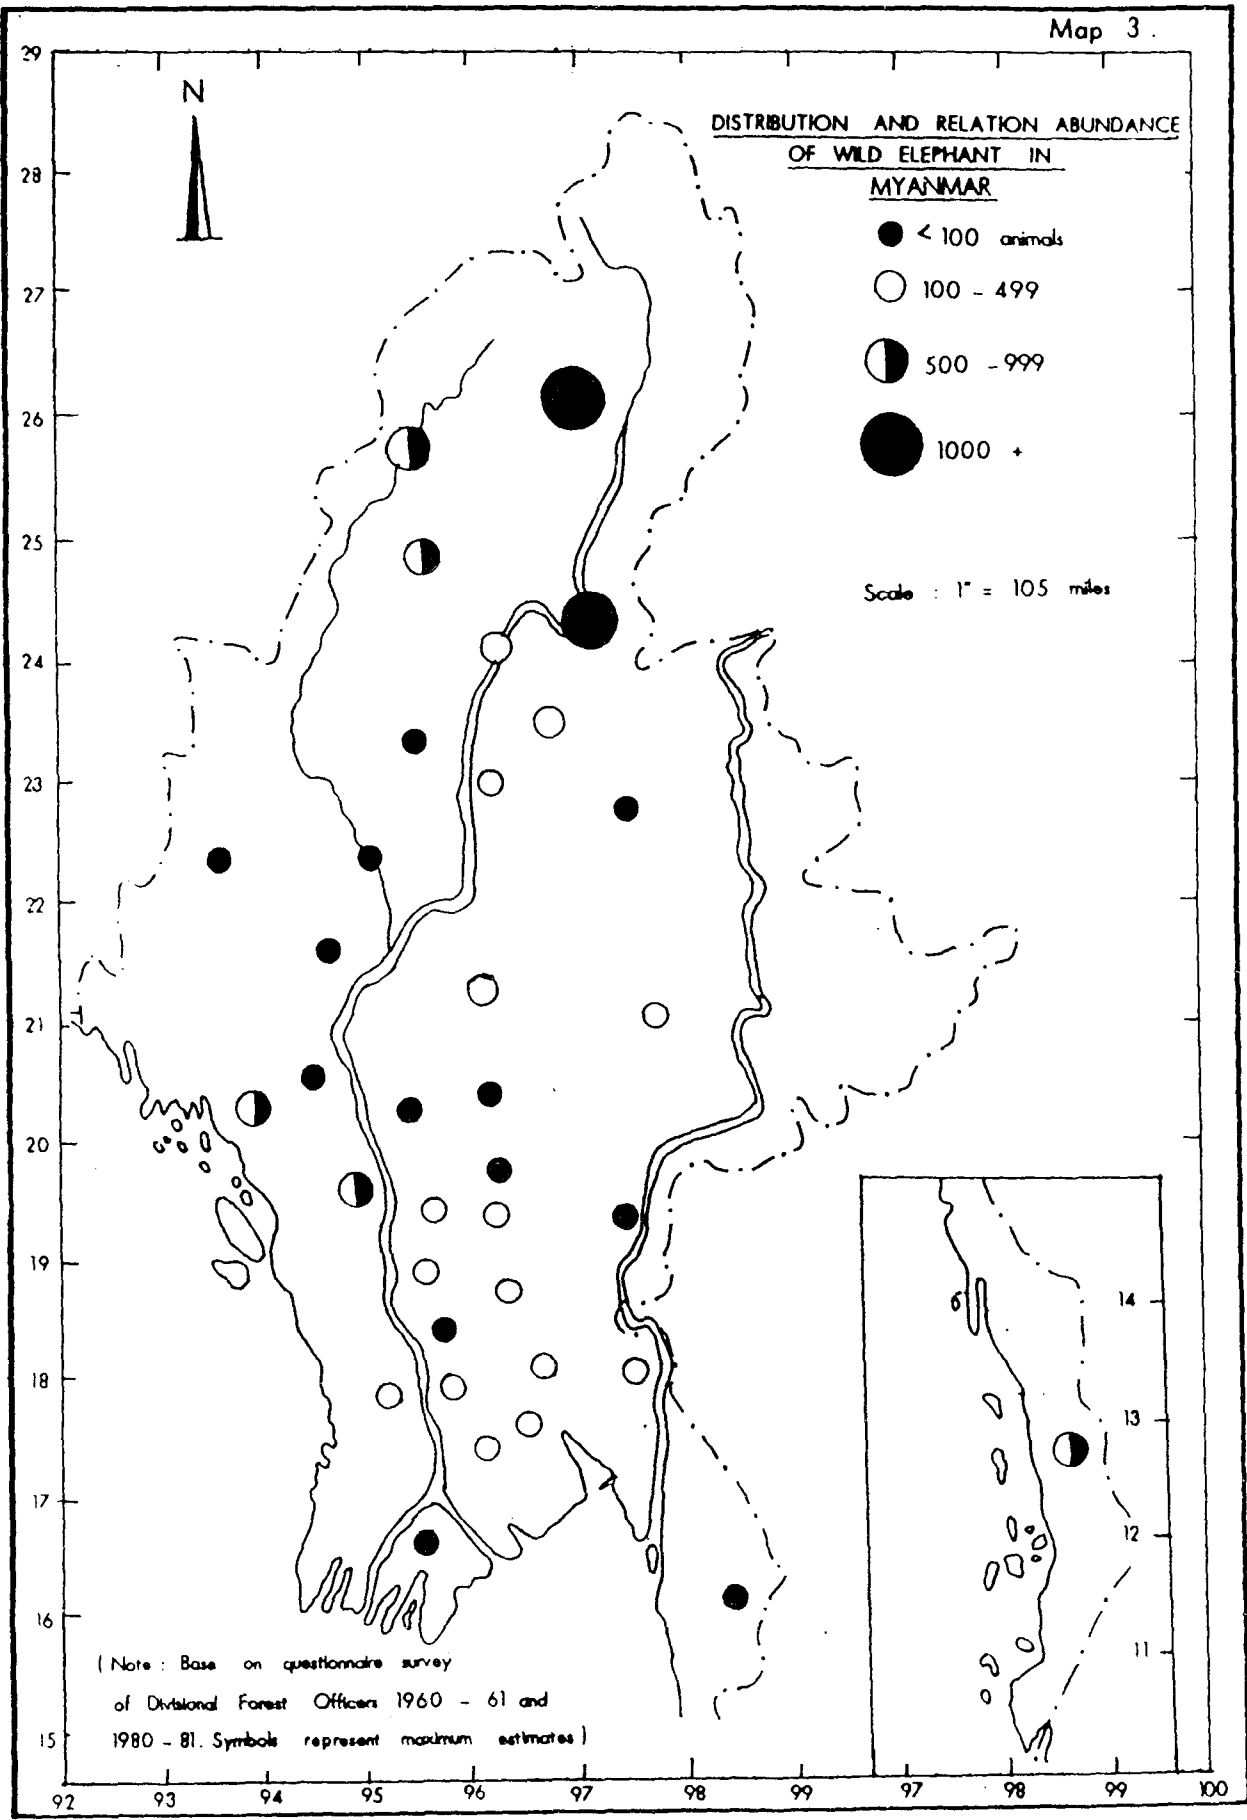 Map 3.
N
DISTRIBUTION AND RELATION ABUNDANCE
OF WILD ELEPHANT IN
MYANMAR
< 100 animals
100 - 499
500 - 999
1000 +
Scale : 1" = 105 miles
29
28
27
26
25
24
23
22
21
20
19
18
17
16
15
14
13
12
11
(Note : Base on questionnaire survey
of Divisional Forest Officers 1960 - 61 and
1980 - 81. Symbols represent maximum estimates)
92 93 94 95 96 97 98 99 97 98 99 100